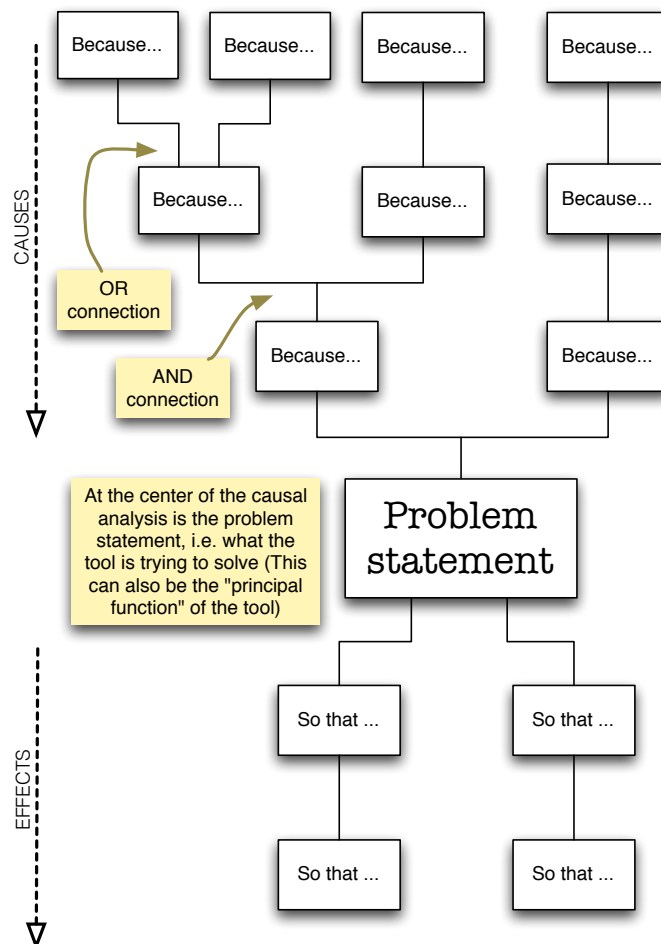 Because...
Because...
Because...
Because...
Because...
Because...
Because...
CAUSES
OR
connection
Because...
Because...
AND
connection
At the center of the causal
analysis is the problem
statement, i.e. what the
tool is trying to solve (This
can also be the "principal
function" of the tool)
Problem
statement
So that ...
So that ...
EFFECTS
So that ...
So that ...